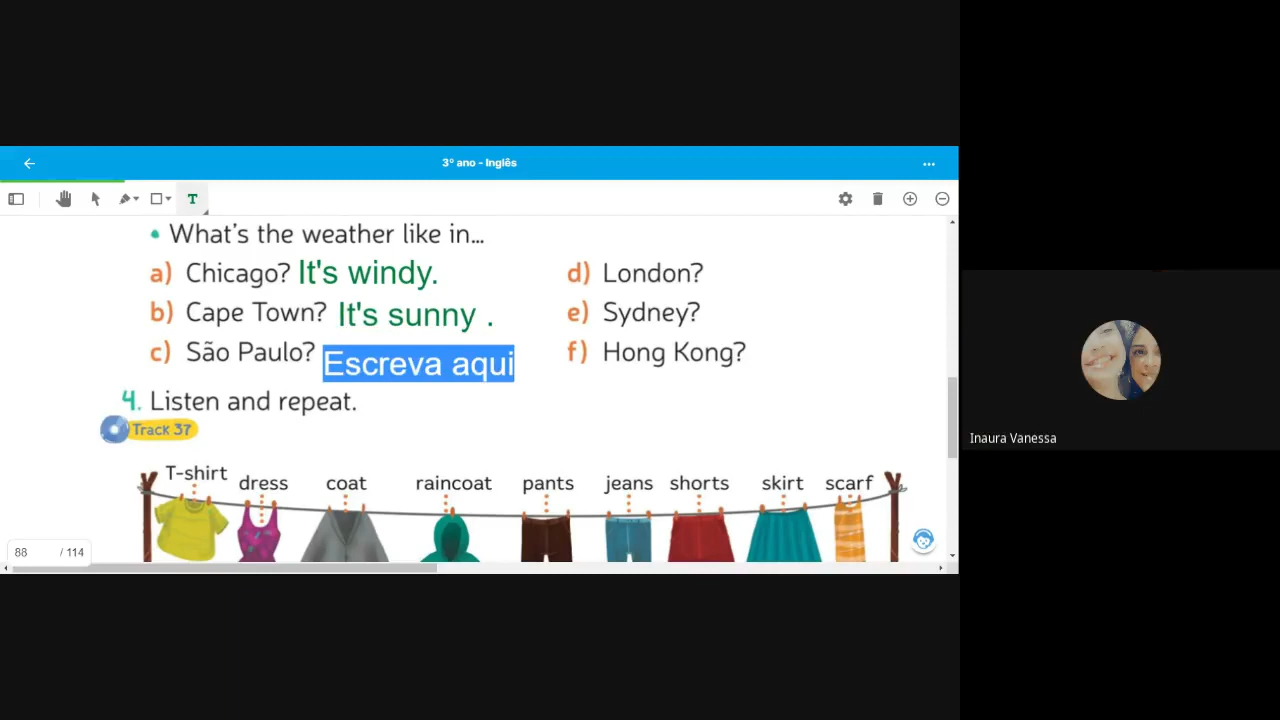 3º ano - Inglês
T
What's the weather like in...
a) Chicago? It's windy.
d) London?
b) Cape Town? It's sunny .
e) Sydney?
c) São Paulo? Escreva aqui
f) Hong Kong?
4. Listen and repeat.
Track 37
T-shirt dress coat raincoat pants jeans shorts skirt scarf
88 / 114
Inaura Vanessa